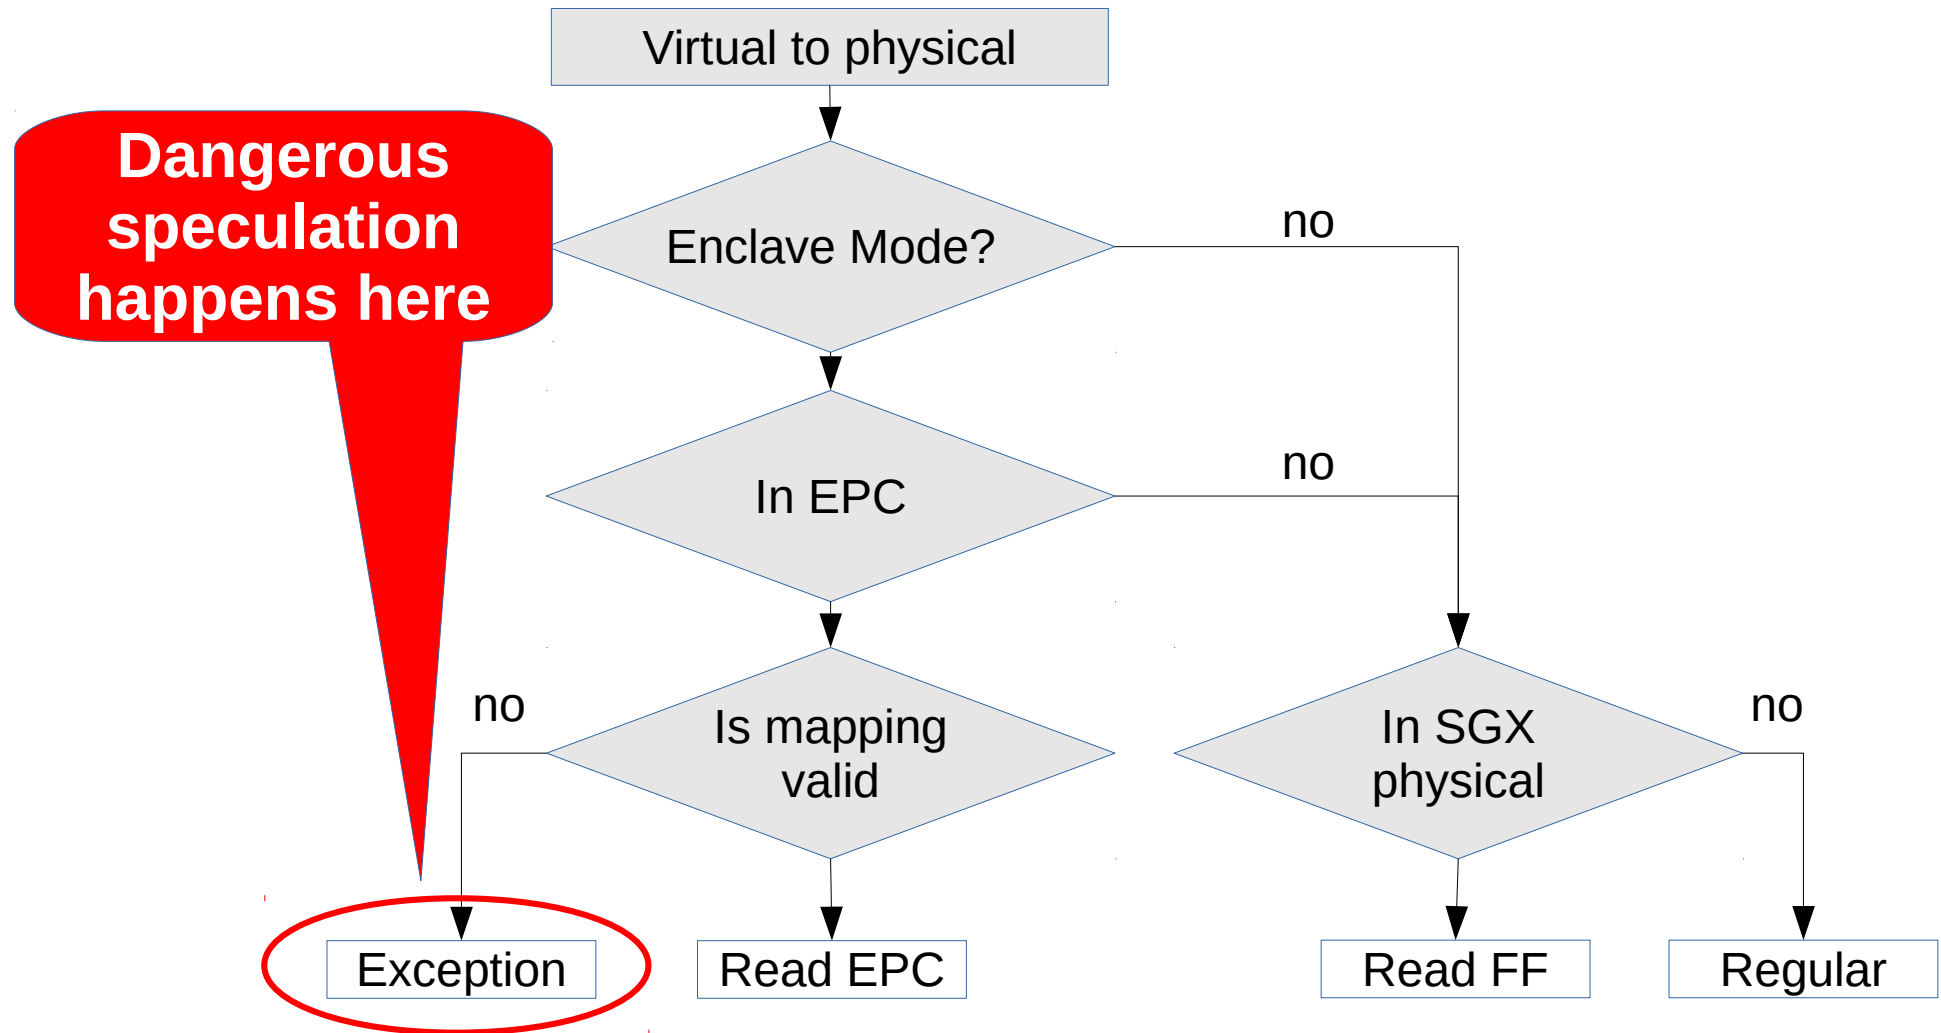 Virtual to physical
Dangerous
speculation
happens here
Enclave Mode?
no
In EPC
no
no
Is mapping
valid
In SGX
physical
no
Exception
Read EPC
Read FF
Regular